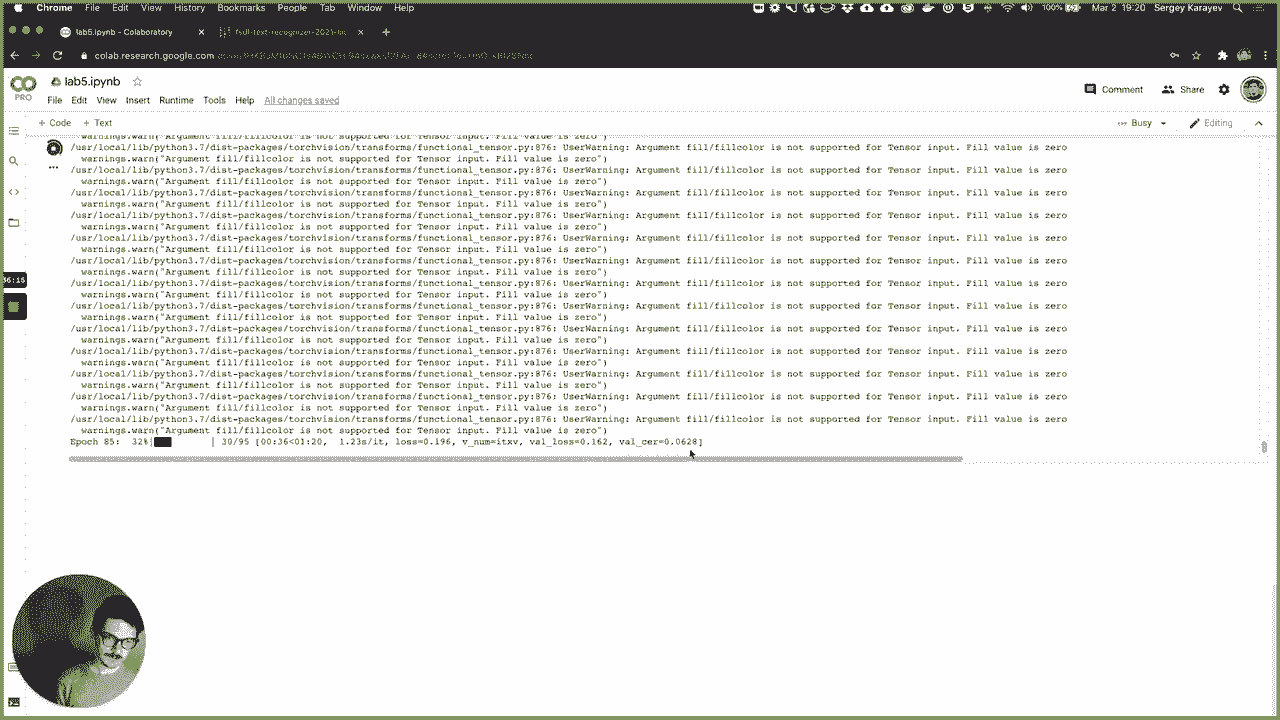 Chrome File Edit View History Bookmarks People Tab Window Help 100% Mar 2 19:20 Sergey Karayev
lab5.ipynb - Colaboratory
colab.research.google.com
lab5.ipynb
PRO
File Edit View Insert Runtime Tools Help All changes saved
Comment Share
+ Code + Text
Busy Editing
warnings.warn("Argument fill/fillcolor is not supported for Tensor input. Fill value is zero")
/usr/local/lib/python3.7/dist-packages/torchvision/transforms/functional_tensor.py:876: UserWarning: Argument fill/fillcolor is not supported for Tensor input. Fill value is zero
warnings.warn("Argument fill/fillcolor is not supported for Tensor input. Fill value is zero")
/usr/local/lib/python3.7/dist-packages/torchvision/transforms/functional_tensor.py:876: UserWarning: Argument fill/fillcolor is not supported for Tensor input. Fill value is zero
warnings.warn("Argument fill/fillcolor is not supported for Tensor input. Fill value is zero")
/usr/local/lib/python3.7/dist-packages/torchvision/transforms/functional_tensor.py:876: UserWarning: Argument fill/fillcolor is not supported for Tensor input. Fill value is zero
warnings.warn("Argument fill/fillcolor is not supported for Tensor input. Fill value is zero")
/usr/local/lib/python3.7/dist-packages/torchvision/transforms/functional_tensor.py:876: UserWarning: Argument fill/fillcolor is not supported for Tensor input. Fill value is zero
warnings.warn("Argument fill/fillcolor is not supported for Tensor input. Fill value is zero")
/usr/local/lib/python3.7/dist-packages/torchvision/transforms/functional_tensor.py:876: UserWarning: Argument fill/fillcolor is not supported for Tensor input. Fill value is zero
warnings.warn("Argument fill/fillcolor is not supported for Tensor input. Fill value is zero")
/usr/local/lib/python3.7/dist-packages/torchvision/transforms/functional_tensor.py:876: UserWarning: Argument fill/fillcolor is not supported for Tensor input. Fill value is zero
warnings.warn("Argument fill/fillcolor is not supported for Tensor input. Fill value is zero")
/usr/local/lib/python3.7/dist-packages/torchvision/transforms/functional_tensor.py:876: UserWarning: Argument fill/fillcolor is not supported for Tensor input. Fill value is zero
warnings.warn("Argument fill/fillcolor is not supported for Tensor input. Fill value is zero")
/usr/local/lib/python3.7/dist-packages/torchvision/transforms/functional_tensor.py:876: UserWarning: Argument fill/fillcolor is not supported for Tensor input. Fill value is zero
warnings.warn("Argument fill/fillcolor is not supported for Tensor input. Fill value is zero")
/usr/local/lib/python3.7/dist-packages/torchvision/transforms/functional_tensor.py:876: UserWarning: Argument fill/fillcolor is not supported for Tensor input. Fill value is zero
warnings.warn("Argument fill/fillcolor is not supported for Tensor input. Fill value is zero")
/usr/local/lib/python3.7/dist-packages/torchvision/transforms/functional_tensor.py:876: UserWarning: Argument fill/fillcolor is not supported for Tensor input. Fill value is zero
warnings.warn("Argument fill/fillcolor is not supported for Tensor input. Fill value is zero")
/usr/local/lib/python3.7/dist-packages/torchvision/transforms/functional_tensor.py:876: UserWarning: Argument fill/fillcolor is not supported for Tensor input. Fill value is zero
warnings.warn("Argument fill/fillcolor is not supported for Tensor input. Fill value is zero")
/usr/local/lib/python3.7/dist-packages/torchvision/transforms/functional_tensor.py:876: UserWarning: Argument fill/fillcolor is not supported for Tensor input. Fill value is zero
warnings.warn("Argument fill/fillcolor is not supported for Tensor input. Fill value is zero")
/usr/local/lib/python3.7/dist-packages/torchvision/transforms/functional_tensor.py:876: UserWarning: Argument fill/fillcolor is not supported for Tensor input. Fill value is zero
warnings.warn("Argument fill/fillcolor is not supported for Tensor input. Fill value is zero")
Epoch 85: 32% | 30/95 [00:36<01:20, 1.23s/it, loss=0.196, v_num=itxv, val_loss=0.162, val_cer=0.0628]
36:15